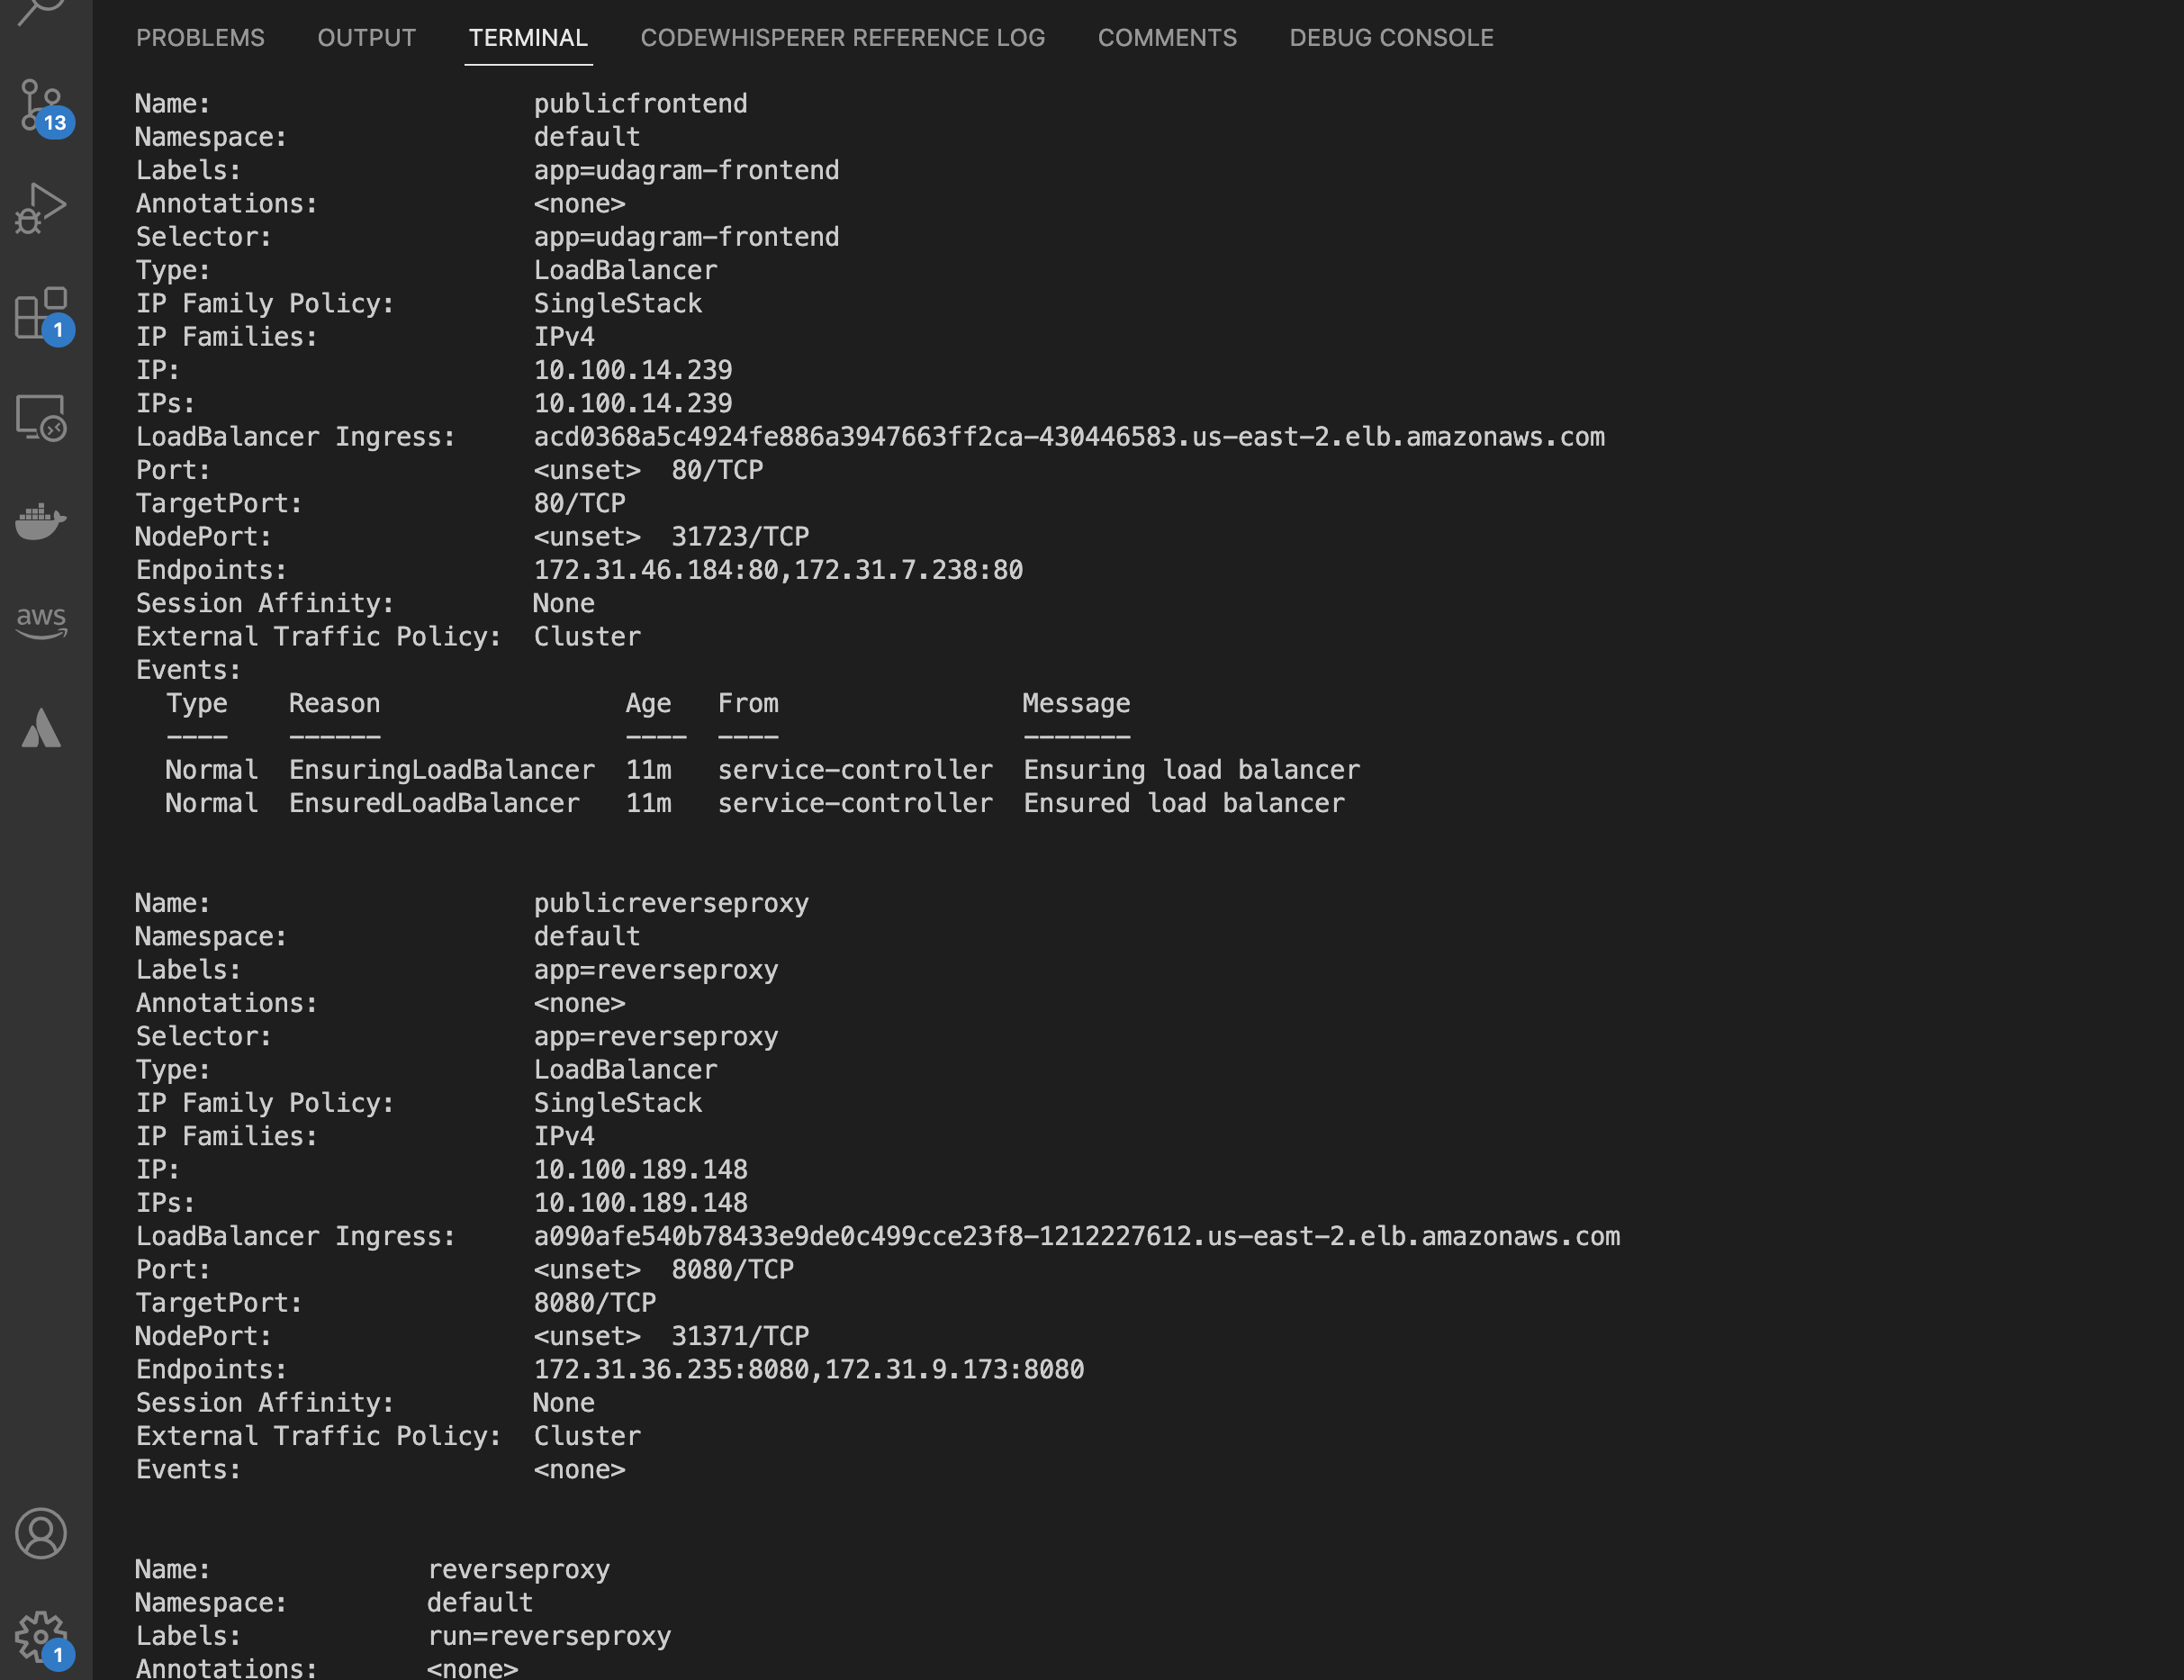 PROBLEMS OUTPUT TERMINAL CODEWHISPERER REFERENCE LOG COMMENTS DEBUG CONSOLE
13
1
aws
1
Name: publicfrontend
Namespace: default
Labels: app=udagram-frontend
Annotations: <none>
Selector: app=udagram-frontend
Type: LoadBalancer
IP Family Policy: SingleStack
IP Families: IPv4
IP: 10.100.14.239
IPs: 10.100.14.239
LoadBalancer Ingress: acd0368a5c4924fe886a3947663ff2ca-430446583.us-east-2.elb.amazonaws.com
Port: <unset> 80/TCP
TargetPort: 80/TCP
NodePort: <unset> 31723/TCP
Endpoints: 172.31.46.184:80,172.31.7.238:80
Session Affinity: None
External Traffic Policy: Cluster
Events:
Type Reason Age From Message
---- ------ ---- ---- -------
Normal EnsuringLoadBalancer 11m service-controller Ensuring load balancer
Normal EnsuredLoadBalancer 11m service-controller Ensured load balancer
Name: publicreverseproxy
Namespace: default
Labels: app=reverseproxy
Annotations: <none>
Selector: app=reverseproxy
Type: LoadBalancer
IP Family Policy: SingleStack
IP Families: IPv4
IP: 10.100.189.148
IPs: 10.100.189.148
LoadBalancer Ingress: a090afe540b78433e9de0c499cce23f8-1212227612.us-east-2.elb.amazonaws.com
Port: <unset> 8080/TCP
TargetPort: 8080/TCP
NodePort: <unset> 31371/TCP
Endpoints: 172.31.36.235:8080,172.31.9.173:8080
Session Affinity: None
External Traffic Policy: Cluster
Events: <none>
Name: reverseproxy
Namespace: default
Labels: run=reverseproxy
Annotations: <none>